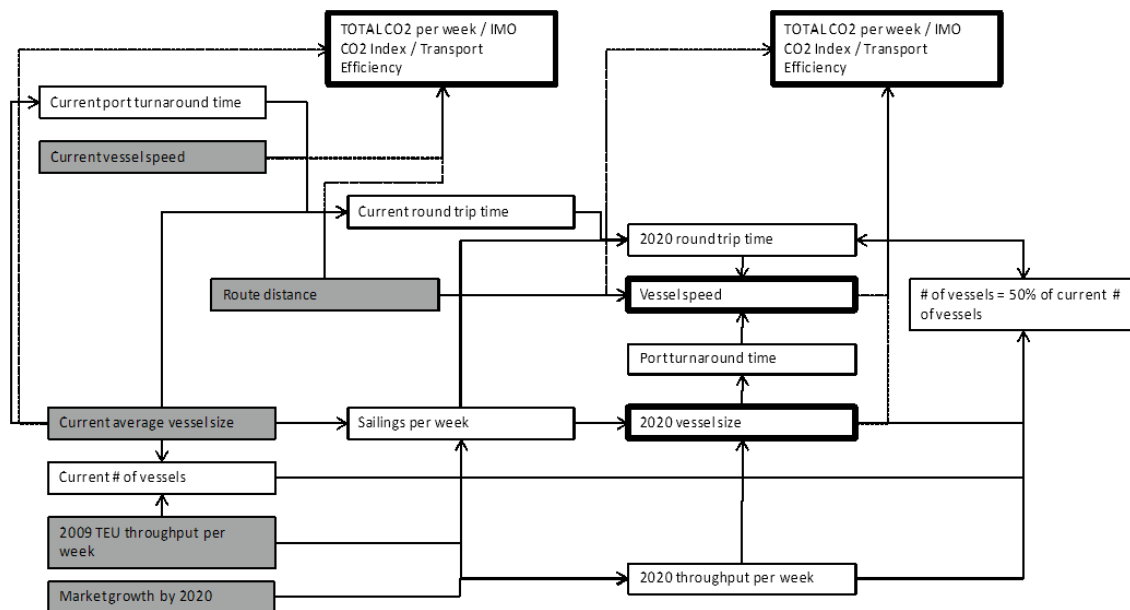 TOTAL CO2 per week / IMO
CO2 Index / Transport
Efficiency
TOTAL CO2 per week / IMO
CO2 Index / Transport
Efficiency
Current port turnaround time
Current vessel speed
Current round trip time
2020 round trip time
Route distance
Vessel speed
# of vessels = 50% of current #
of vessels
Port turnaround time
Current average vessel size
Sailings per week
2020 vessel size
Current # of vessels
2009 TEU throughput per
week
2020 throughput per week
Market growth by 2020